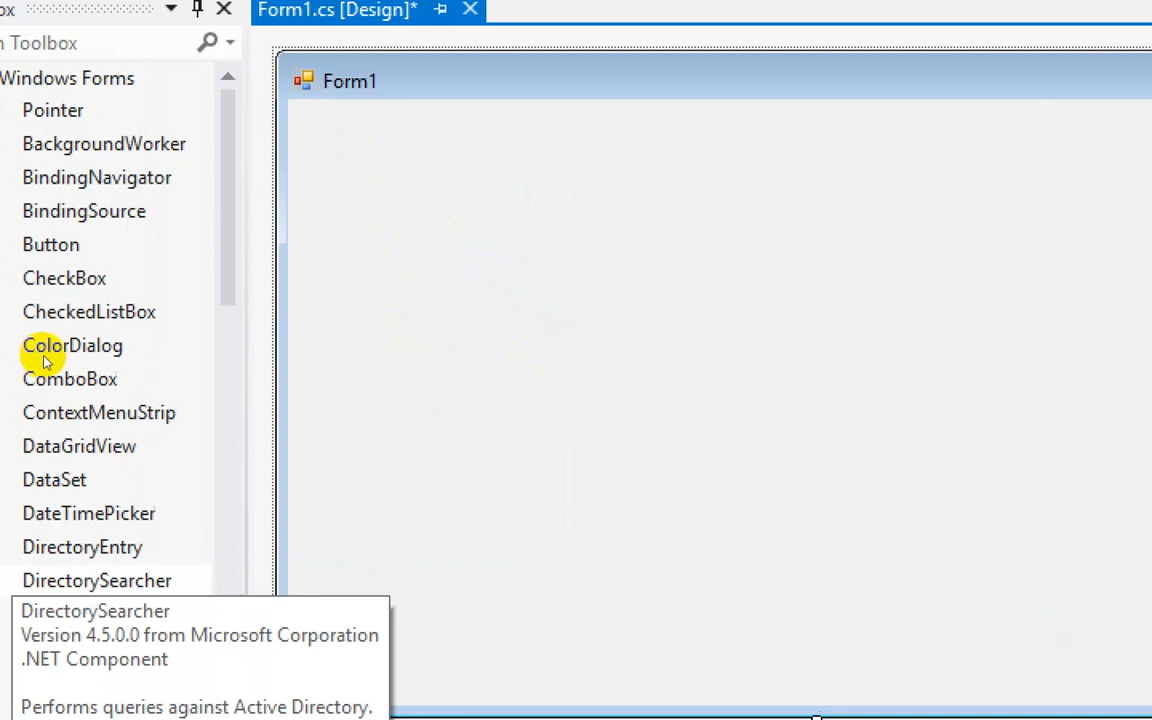 ox
Form1.cs [Design]*
n Toolbox
Windows Forms
Form1
Pointer
BackgroundWorker
BindingNavigator
BindingSource
Button
CheckBox
CheckedListBox
ColorDialog
ComboBox
ContextMenuStrip
DataGridView
DataSet
DateTimePicker
DirectoryEntry
DirectorySearcher
DirectorySearcher
Version 4.5.0.0 from Microsoft Corporation
.NET Component
Performs queries against Active Directory.